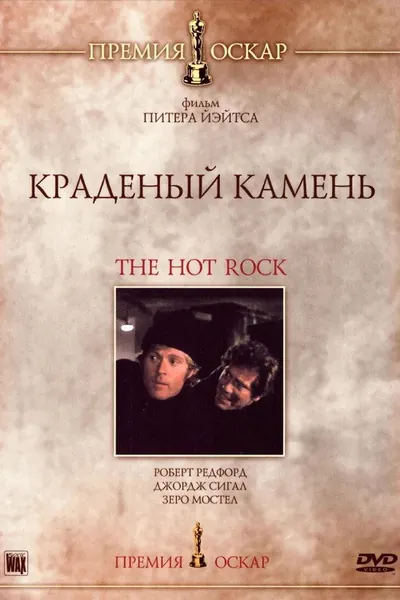 ПРЕМИЯ ОСКАР
фильм
ПИТЕРА ЙЭЙТСА
КРАДЕНЫЙ КАМЕНЬ
THE HOT ROCK
РОБЕРТ РЕДФОРД
ДЖОРДЖ СИГАЛ
ЗЕРО МОСТЕЛ
ПРЕМИЯ ОСКАР
WAX
DVD
VIDEO